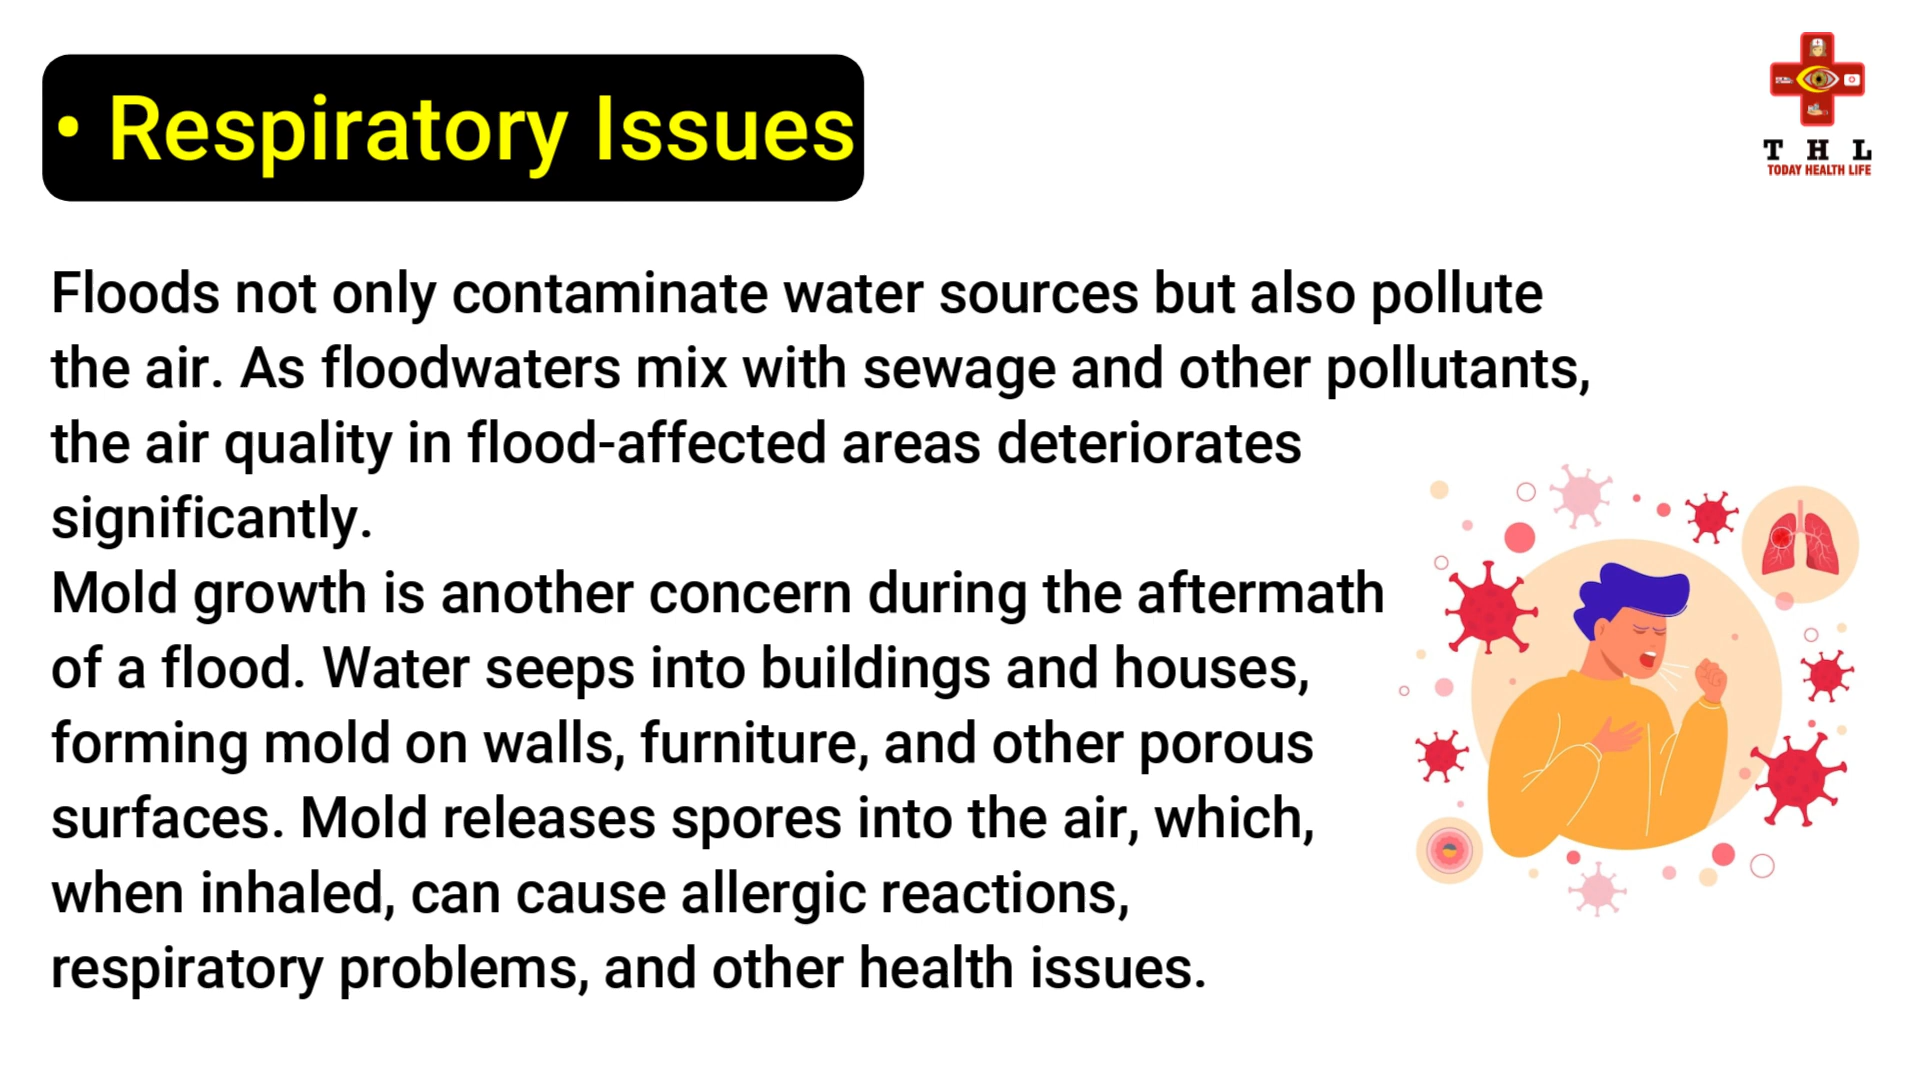 • Respiratory Issues
T H L
TODAY HEALTH LIFE
Floods not only contaminate water sources but also pollute
the air. As floodwaters mix with sewage and other pollutants,
the air quality in flood-affected areas deteriorates
significantly.
Mold growth is another concern during the aftermath
of a flood. Water seeps into buildings and houses,
forming mold on walls, furniture, and other porous
surfaces. Mold releases spores into the air, which,
when inhaled, can cause allergic reactions,
respiratory problems, and other health issues.